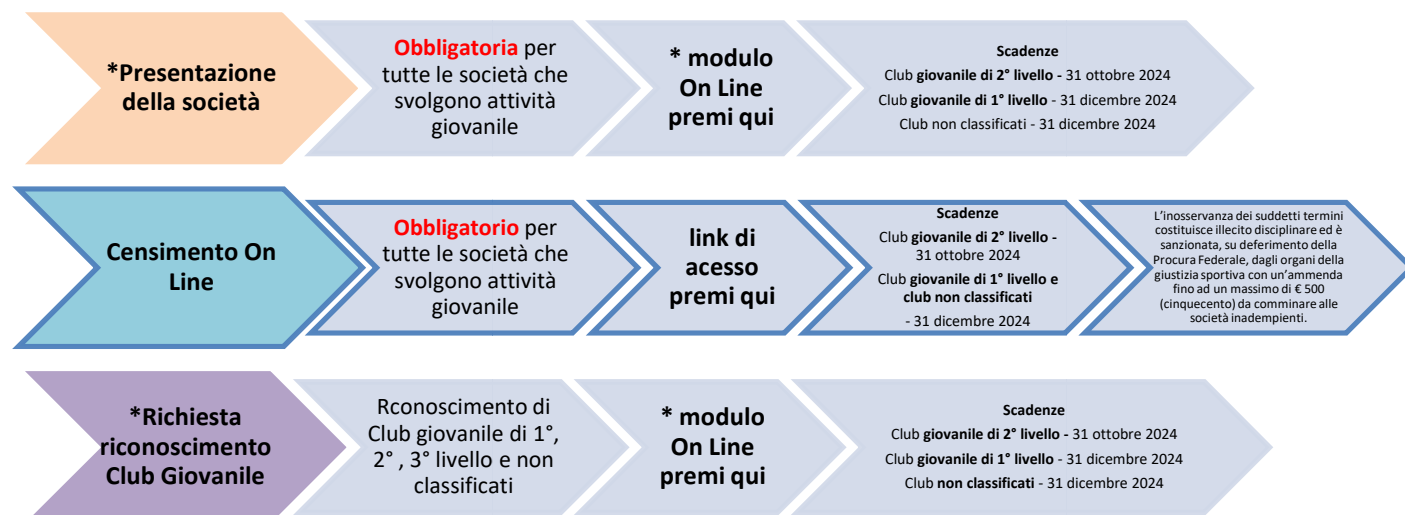 *Presentazione
della società
Obbligatoria per
tutte le società che
svolgono attività
giovanile
* modulo
On Line
premi qui
Scadenze
Club giovanile di 2° livello - 31 ottobre 2024
Club giovanile di 1° livello - 31 dicembre 2024
Club non classificati - 31 dicembre 2024
Censimento On
Line
Obbligatorio per
tutte le società che
svolgono attività
giovanile
link di
acesso
premi qui
Scadenze
Club giovanile di 2° livello -
31 ottobre 2024
Club giovanile di 1° livello e
club non classificati
- 31 dicembre 2024
L'inosservanza dei suddetti termini
costituisce illecito disciplinare ed è
sanzionata, su deferimento della
Procura Federale, dagli organi della
giustizia sportiva con un'ammenda
fino ad un massimo di € 500
(cinquecento) da comminare alle
società inadempienti.
*Richiesta
riconoscimento
Club Giovanile
Rconoscimento di
Club giovanile di 1°,
2° , 3° livello e non
classificati
* modulo
On Line
premi qui
Scadenze
Club giovanile di 2° livello - 31 ottobre 2024
Club giovanile di 1° livello - 31 dicembre 2024
Club non classificati - 31 dicembre 2024